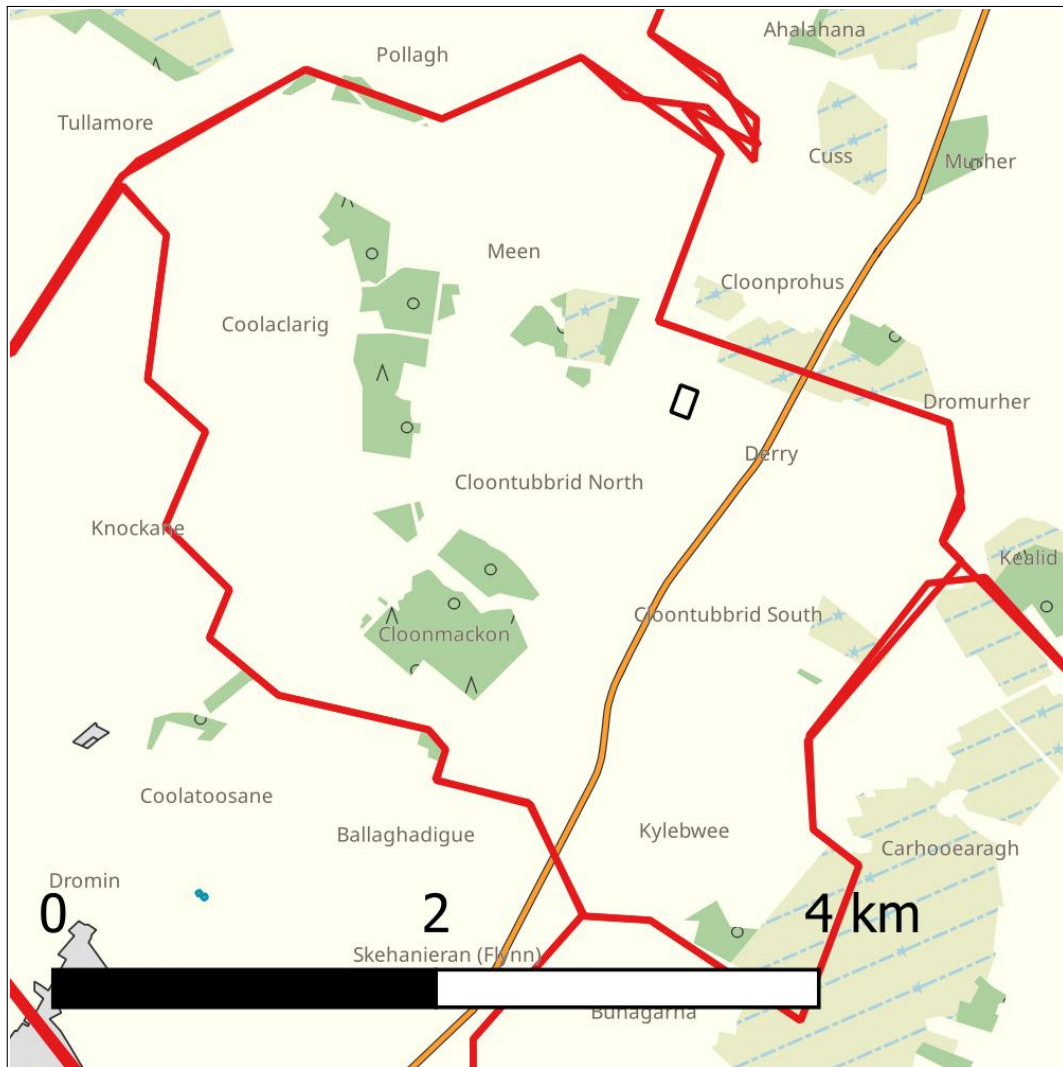 Ahalahana
Pollagh
Tullamore
Cuss
Murher
Meen
Cloonprohus
Coolaclarig
Dromurher
Derry
Cloontubbrid North
Knockane
Kealid
Cloontubbrid South
Cloonmackon
Coolatoosane
Kylebwee
Ballaghadigue
Carhooearagh
Dromin
0
2
4 km
Skehanieran (Flynn)
Bunagarna